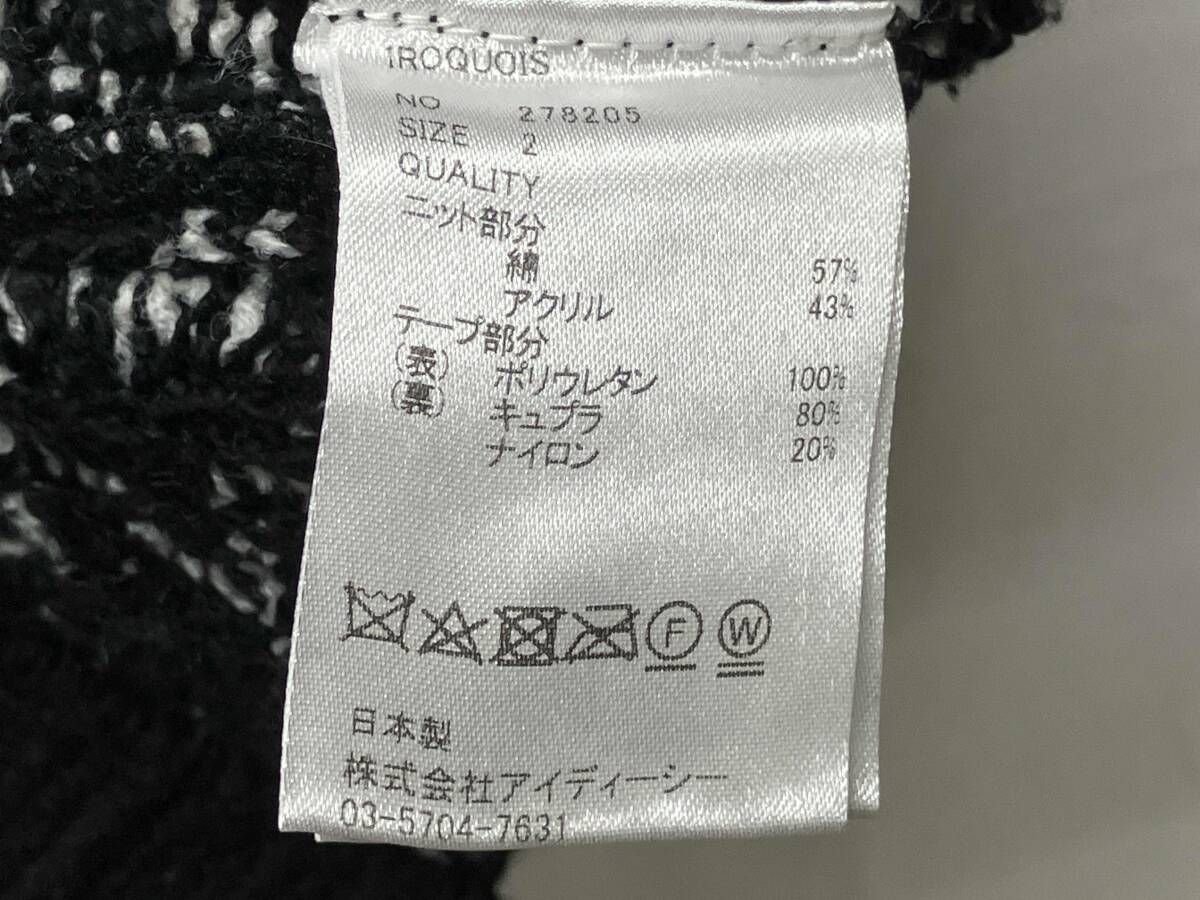 IROQUOIS
NO 278205
SIZE 2
QUALITY
ニット部分
綿 57%
アクリル 43%
テープ部分
(表) ポリウレタン 100%
(裏) キュプラ 80%
ナイロン 20%
F W
日本製
株式会社アイディーシー
03-5704-7631